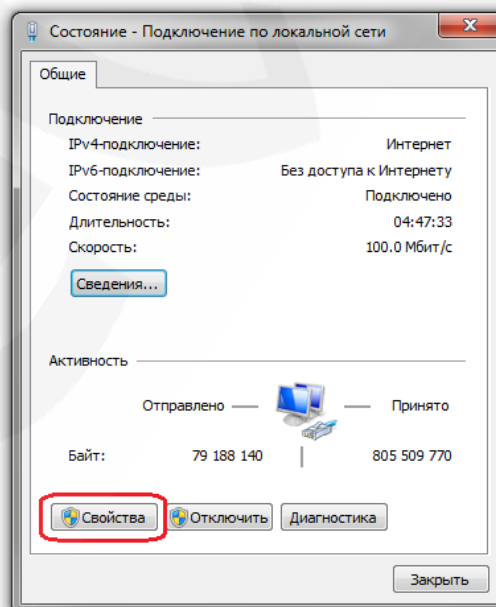 Состояние - Подключение по локальной сети
Общие
Подключение
IPv4-подключение: Интернет
IPv6-подключение: Без доступа к Интернету
Состояние среды: Подключено
Длительность: 04:47:33
Скорость: 100.0 Мбит/с
Сведения...
Активность
Отправлено — — Принято
Байт: 79 188 140 | 805 509 770
Свойства Отключить Диагностика
Закрыть